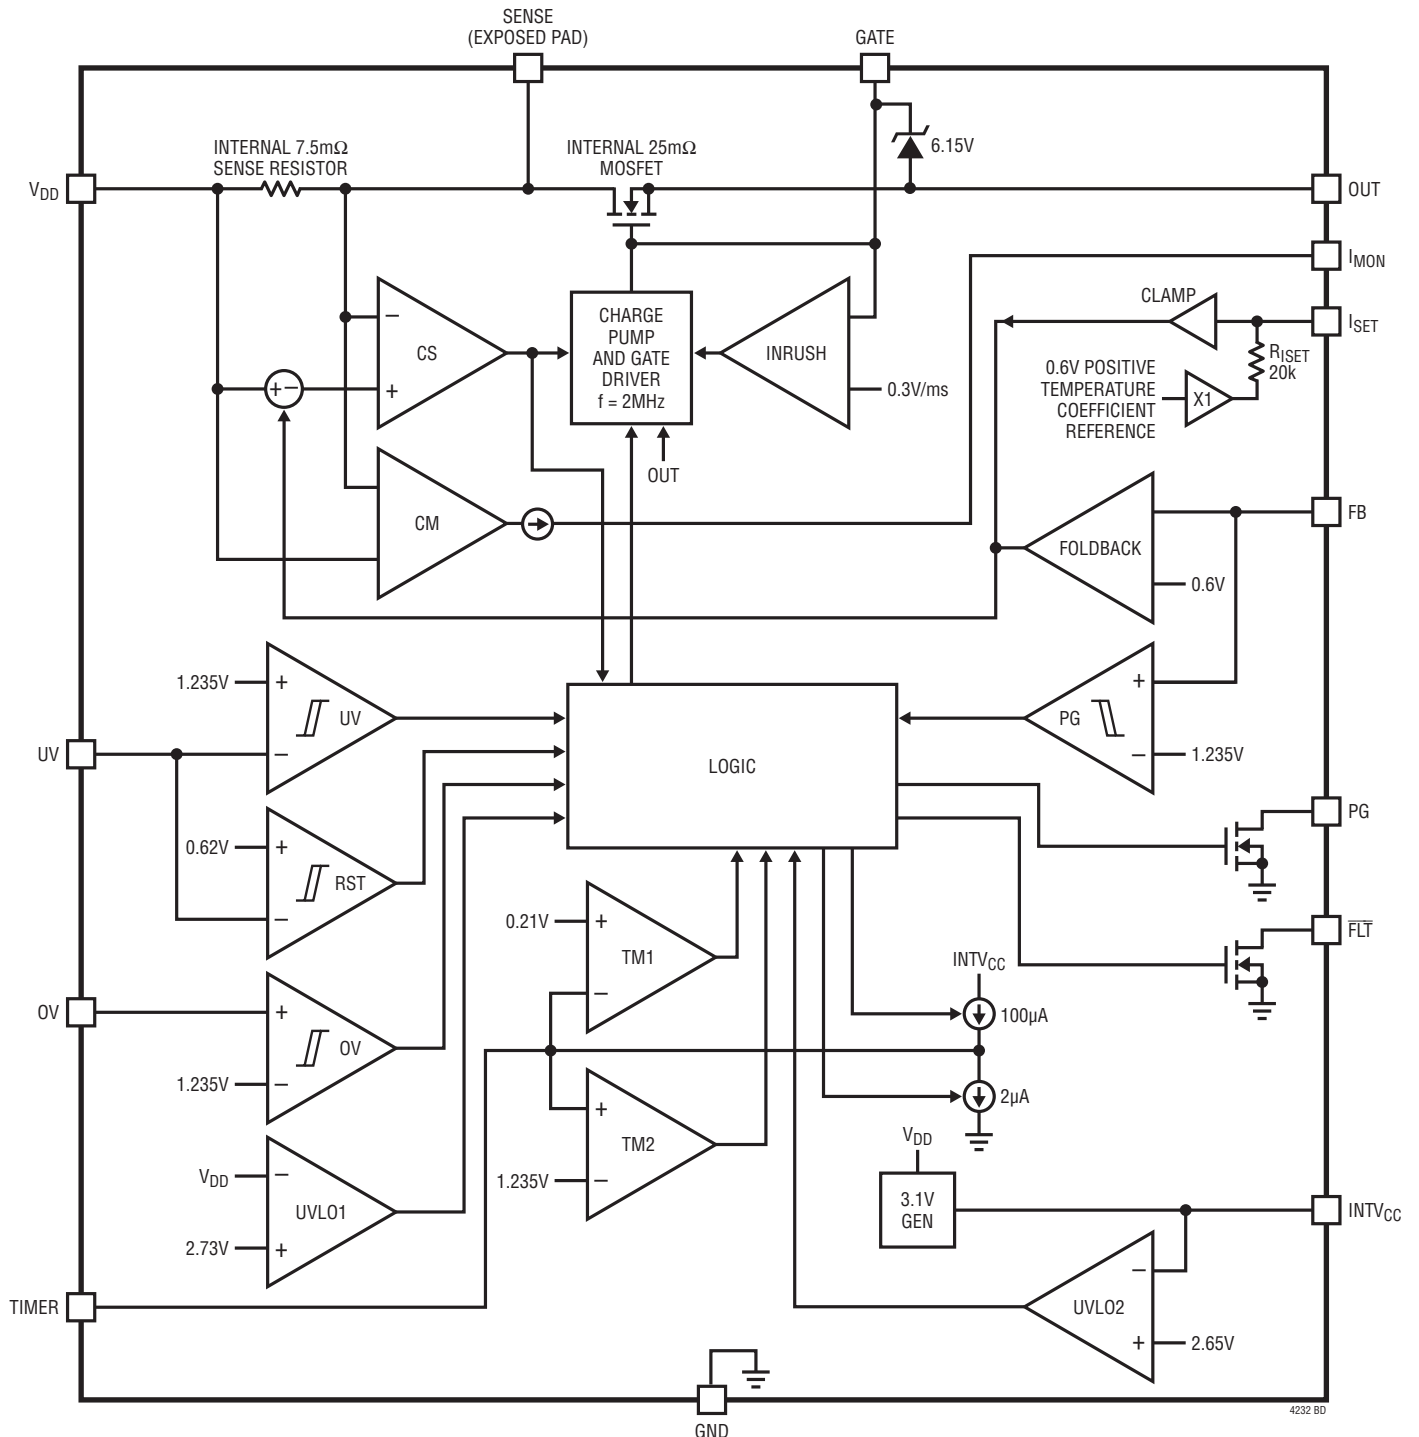 SENSE
(EXPOSED PAD)
GATE
INTERNAL 7.5mΩ
SENSE RESISTOR
INTERNAL 25mΩ
MOSFET
6.15V
VDD
OUT
IMON
CLAMP
ISET
RISET
20k
0.6V POSITIVE
TEMPERATURE
COEFFICIENT
REFERENCE
X1
−
CS
+
+−
CHARGE
PUMP
AND GATE
DRIVER
f = 2MHz
INRUSH
0.3V/ms
OUT
CM
FB
FOLDBACK
0.6V
1.235V
+
UV
−
UV
LOGIC
+
PG
−
1.235V
PG
0.62V
+
RST
−
0.21V
+
TM1
−
FLT
INTVCC
100µA
OV
+
OV
1.235V
−
2µA
+
TM2
1.235V
−
VDD
3.1V
GEN
INTVCC
VDD
−
UVLO1
2.73V
+
−
UVLO2
+
2.65V
TIMER
GND
4232 BD